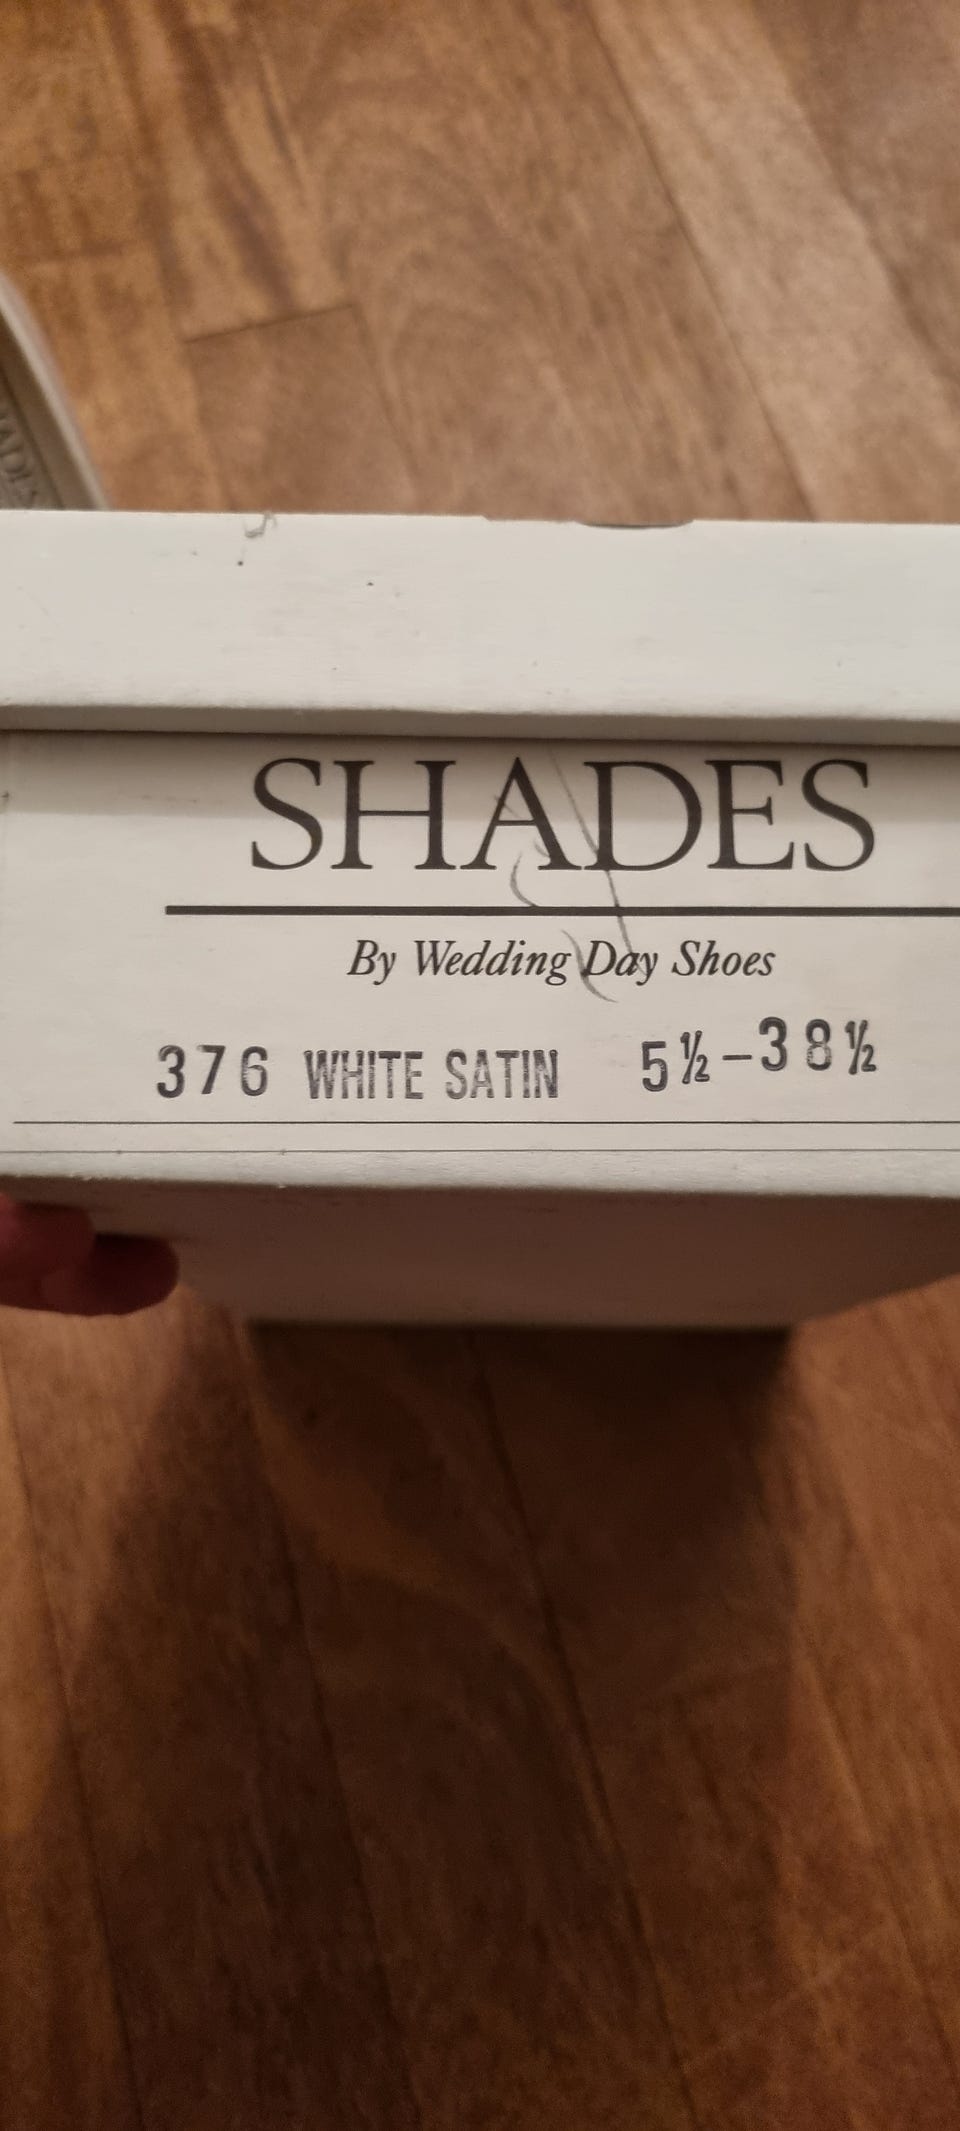 SHADES
By Wedding Day Shoes
376 WHITE SATIN 5½-38½